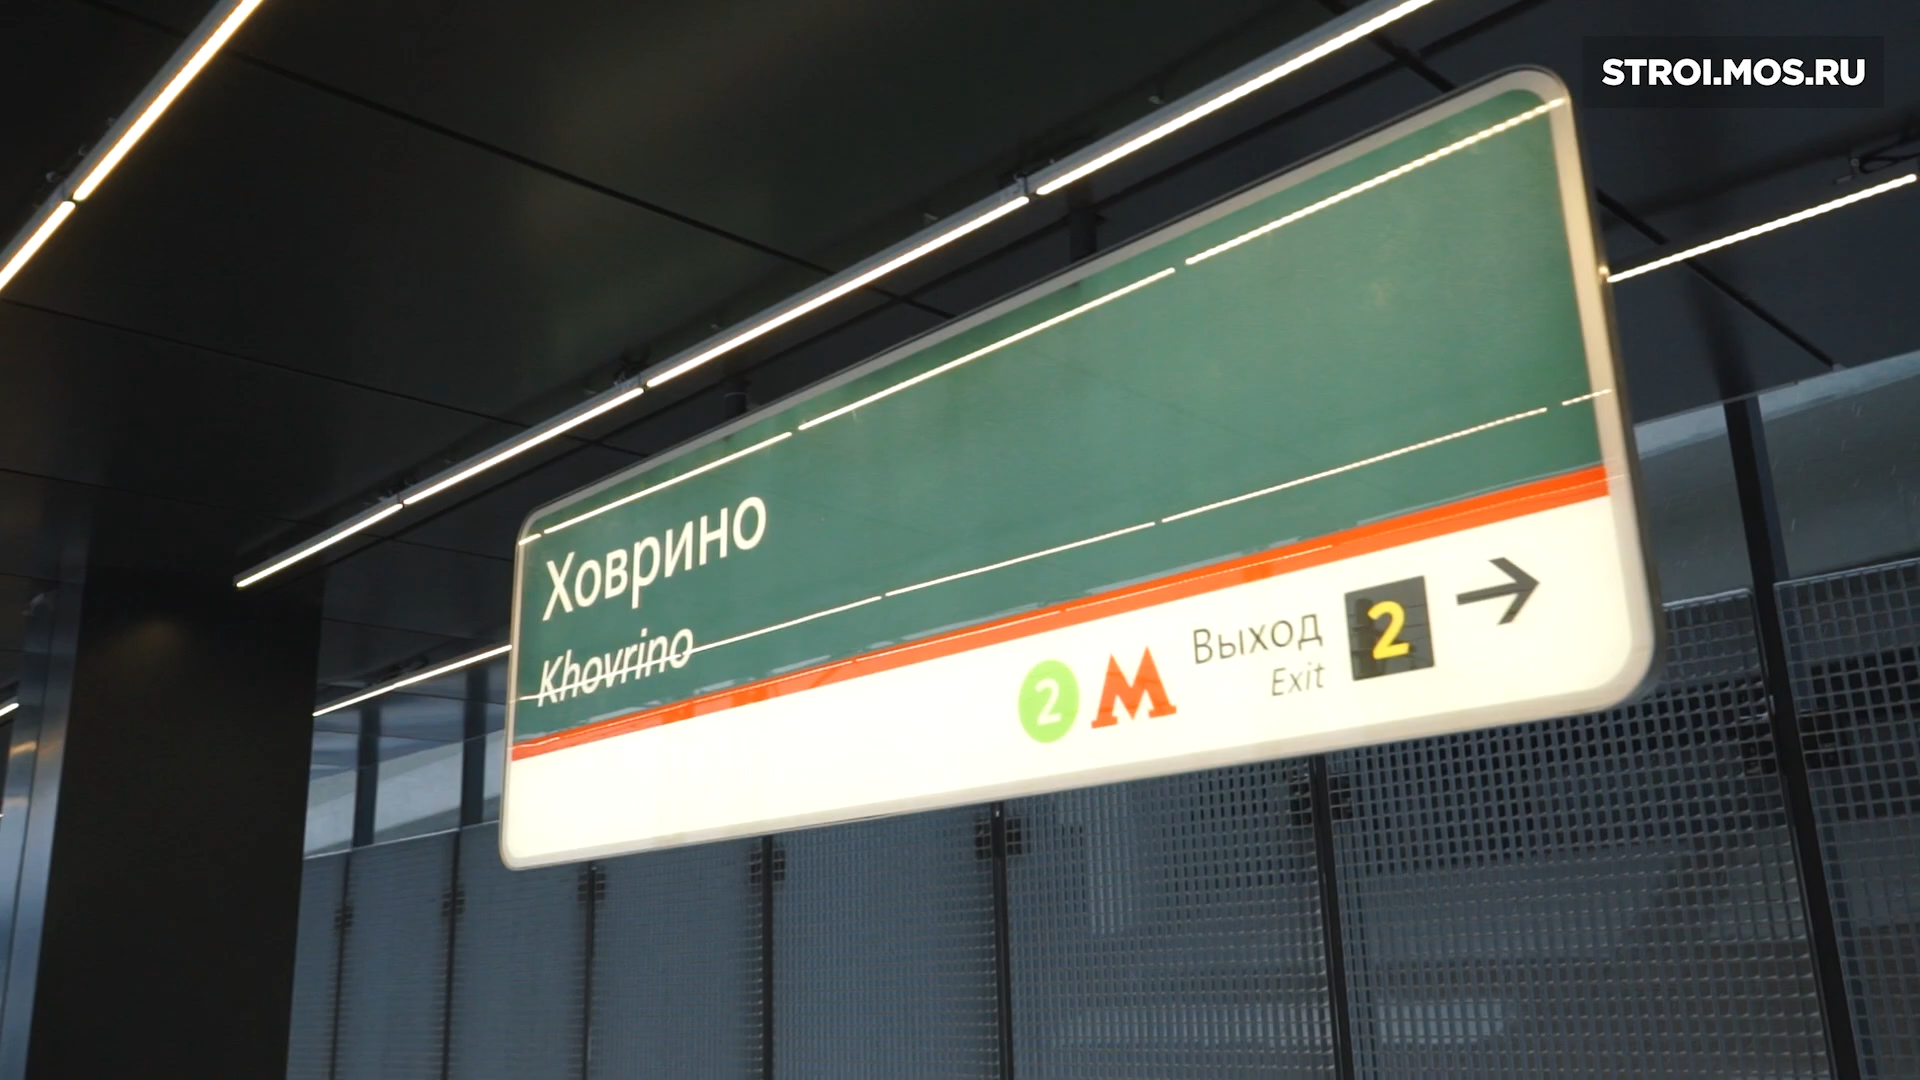 STROI.MOS.RU
Ховрино
Khovrino
2 М Выход 2 →
Exit